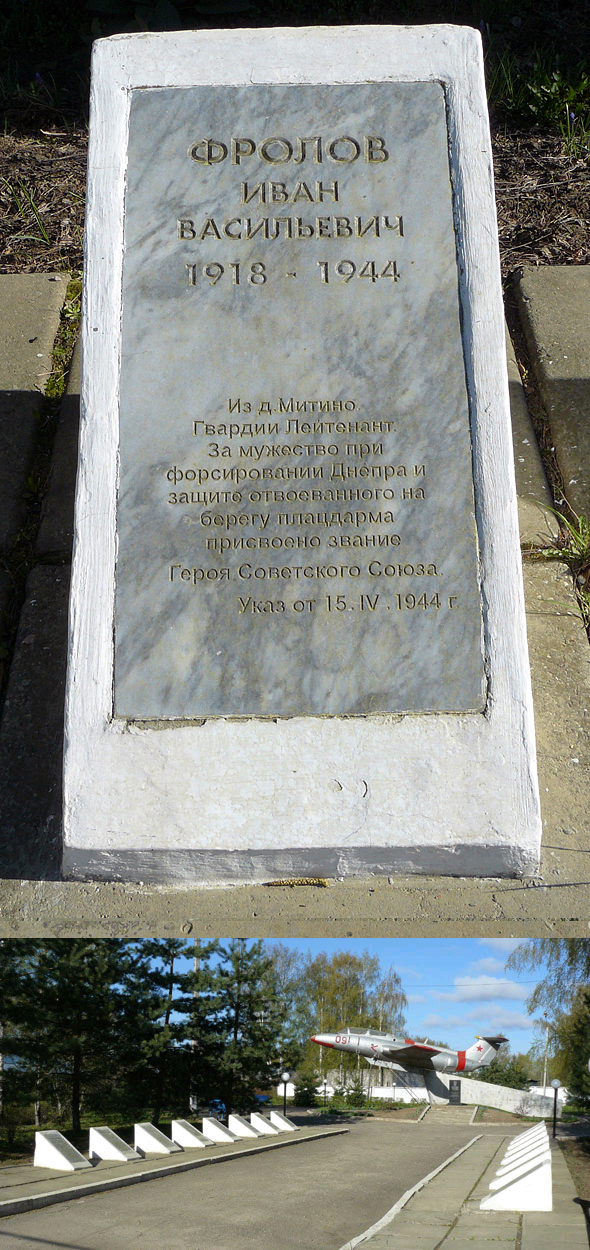 ФРОЛОВ
ИВАН
ВАСИЛЬЕВИЧ
1918 - 1944
Из д.Митино.
Гвардии Лейтенант.
За мужество при
форсировании Днепра и
защите отвоеванного на
берегу плацдарма
присвоено звание
Героя Советского Союза.
Указ от 15.IV.1944 г.
091